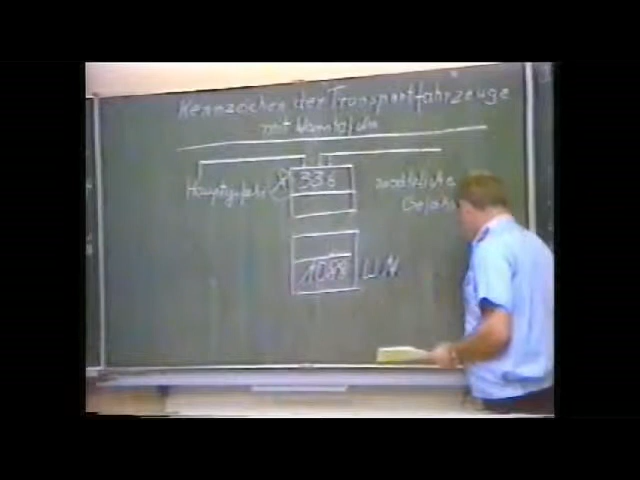 Kennzeichen der Transportfahrzeuge
mit Warntafeln
Hauptgefahr X 336 zusätzliche
Gefahr
1088 UN